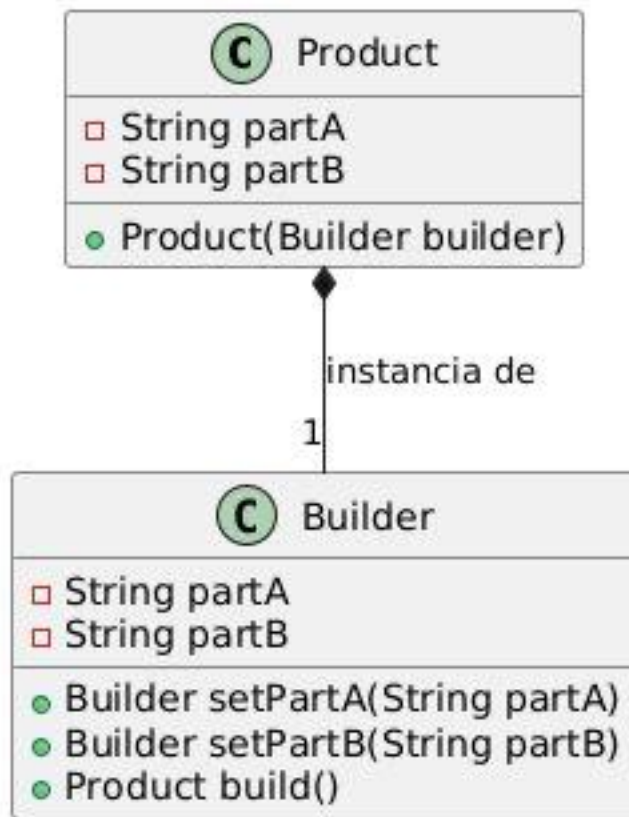 C Product
String partA
String partB
Product(Builder builder)
instancia de
1
C Builder
String partA
String partB
Builder setPartA(String partA)
Builder setPartB(String partB)
Product build()